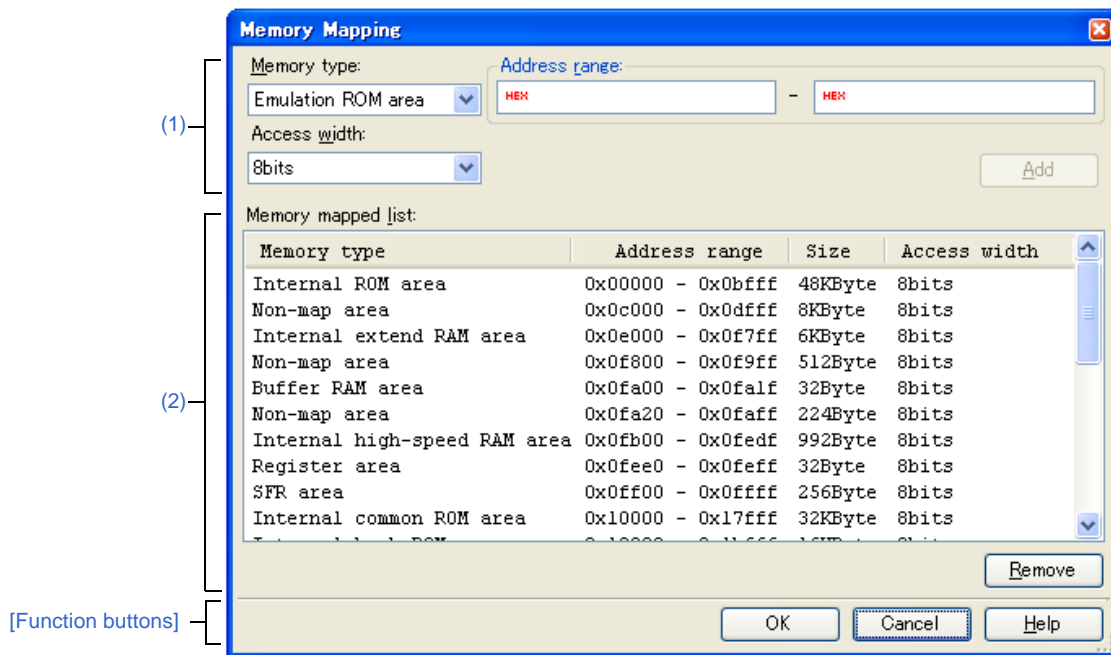 Memory Mapping
Memory type:
Address range:
Emulation ROM area
HEX - HEX
(1)
Access width:
8bits
Add
Memory mapped list:
Memory type Address range Size Access width
Internal ROM area 0x00000 - 0x0bfff 48KByte 8bits
Non-map area 0x0c000 - 0x0dfff 8KByte 8bits
Internal extend RAM area 0x0e000 - 0x0f7ff 6KByte 8bits
Non-map area 0x0f800 - 0x0f9ff 512Byte 8bits
Buffer RAM area 0x0fa00 - 0x0fa1f 32Byte 8bits
(2)
Non-map area 0x0fa20 - 0x0faff 224Byte 8bits
Internal high-speed RAM area 0x0fb00 - 0x0fedf 992Byte 8bits
Register area 0x0fee0 - 0x0feff 32Byte 8bits
SFR area 0x0ff00 - 0x0ffff 256Byte 8bits
Internal common ROM area 0x10000 - 0x17fff 32KByte 8bits
Remove
[Function buttons]
OK Cancel Help